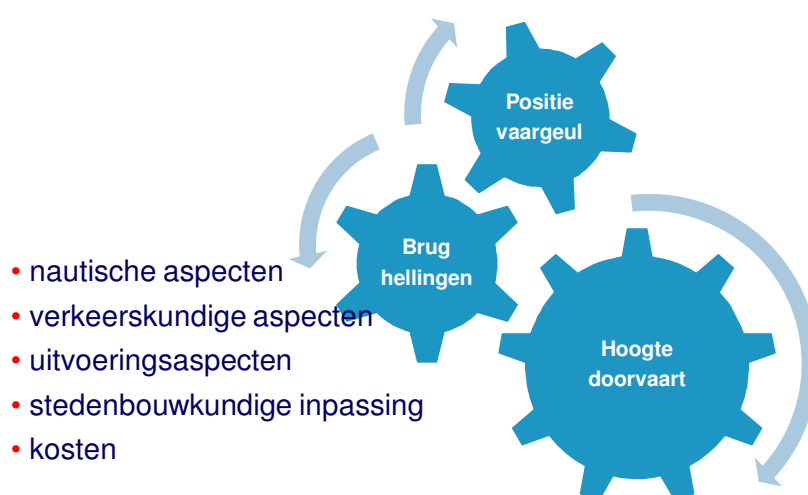 Positie
vaargeul
Brug
hellingen
Hoogte
doorvaart
• nautische aspecten
• verkeerskundige aspecten
• uitvoeringsaspecten
• stedenbouwkundige inpassing
• kosten